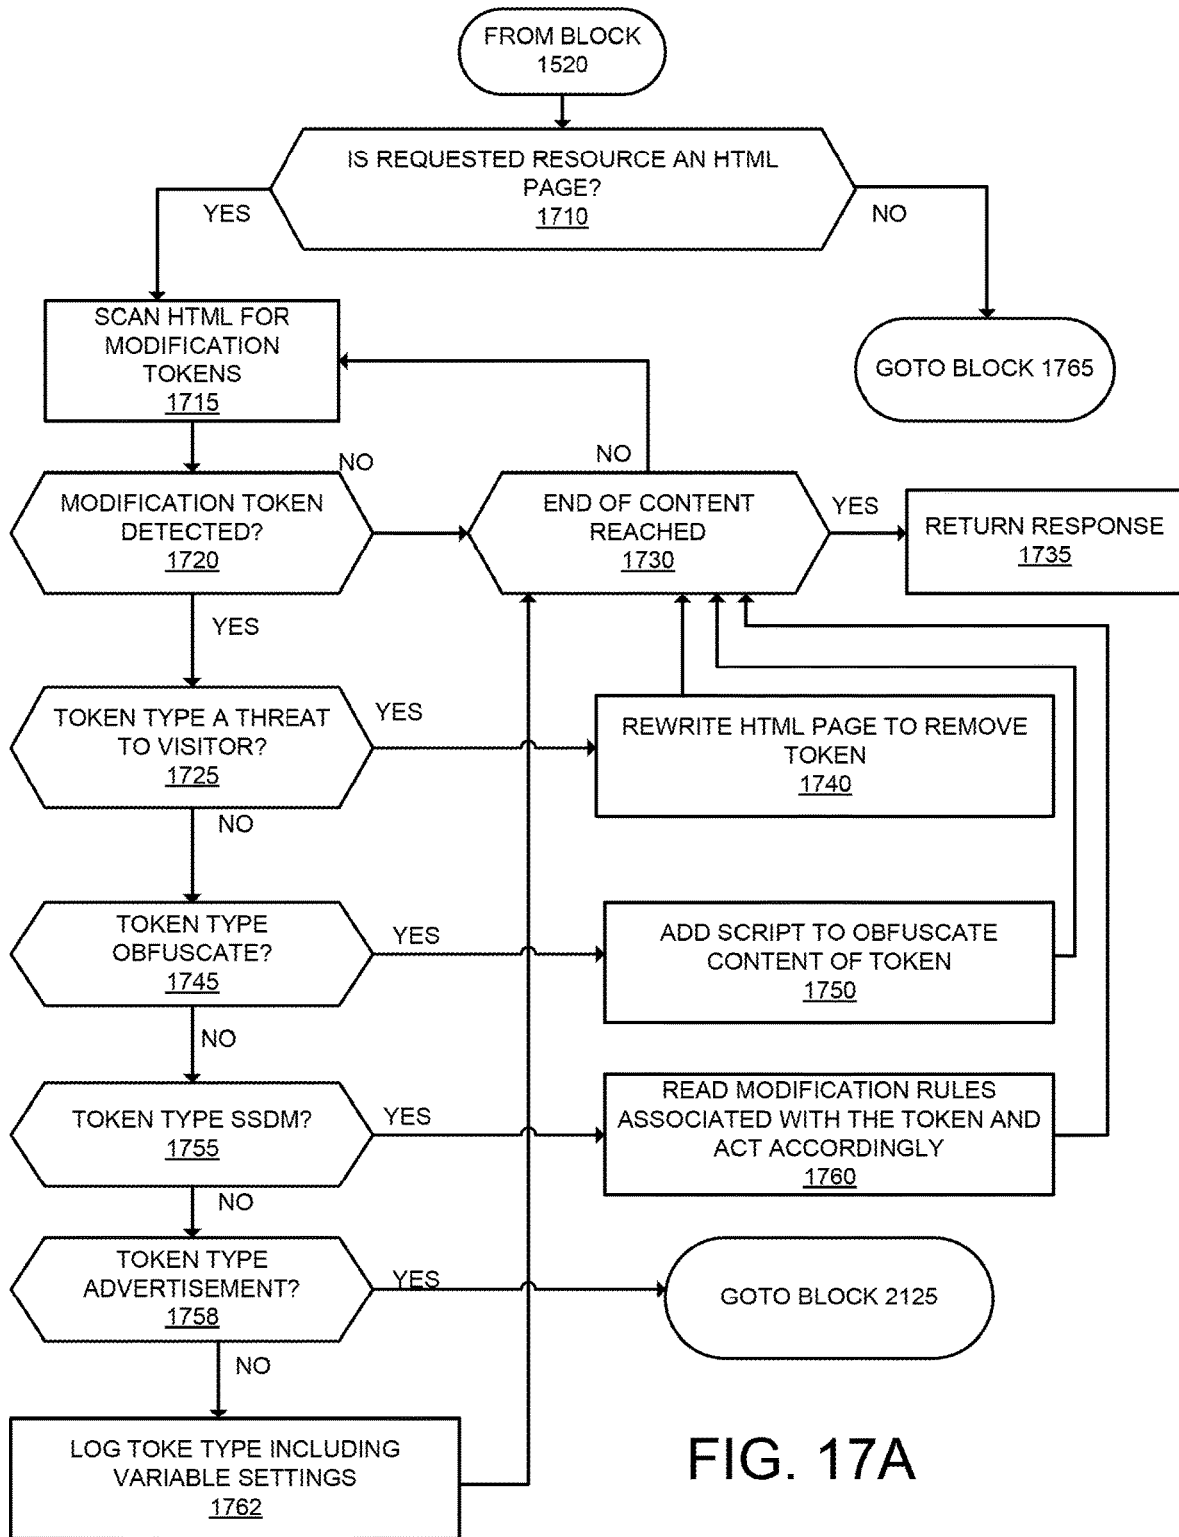 FROM BLOCK
1520
IS REQUESTED RESOURCE AN HTML
PAGE?
1710
YES
NO
SCAN HTML FOR
MODIFICATION
TOKENS
1715
GOTO BLOCK 1765
NO
NO
MODIFICATION TOKEN
DETECTED?
1720
END OF CONTENT
REACHED
1730
YES
RETURN RESPONSE
1735
YES
TOKEN TYPE A THREAT
TO VISITOR?
1725
YES
REWRITE HTML PAGE TO REMOVE
TOKEN
1740
NO
TOKEN TYPE
OBFUSCATE?
1745
YES
ADD SCRIPT TO OBFUSCATE
CONTENT OF TOKEN
1750
NO
TOKEN TYPE SSDM?
1755
YES
READ MODIFICATION RULES
ASSOCIATED WITH THE TOKEN AND
ACT ACCORDINGLY
1760
NO
TOKEN TYPE
ADVERTISEMENT?
1758
YES
GOTO BLOCK 2125
NO
LOG TOKE TYPE INCLUDING
VARIABLE SETTINGS
1762
FIG. 17A